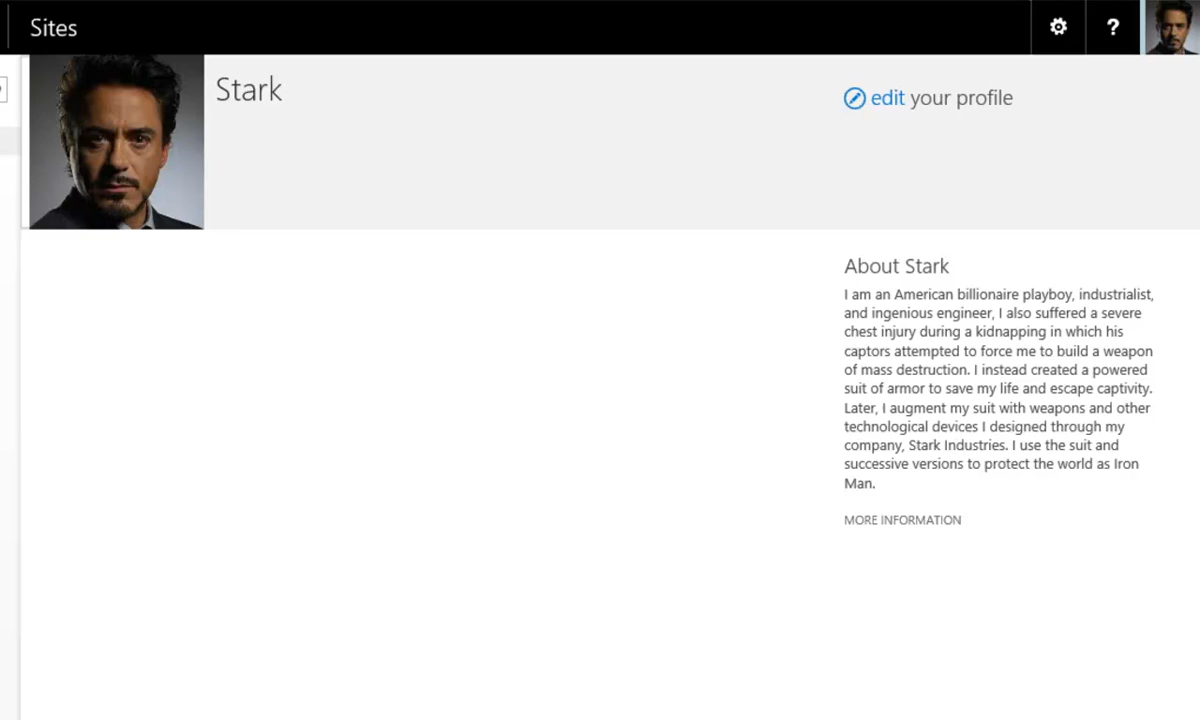 Sites
?
Stark
edit your profile
About Stark
I am an American billionaire playboy, industrialist,
and ingenious engineer, I also suffered a severe
chest injury during a kidnapping in which his
captors attempted to force me to build a weapon
of mass destruction. I instead created a powered
suit of armor to save my life and escape captivity.
Later, I augment my suit with weapons and other
technological devices I designed through my
company, Stark Industries. I use the suit and
successive versions to protect the world as Iron
Man.
MORE INFORMATION